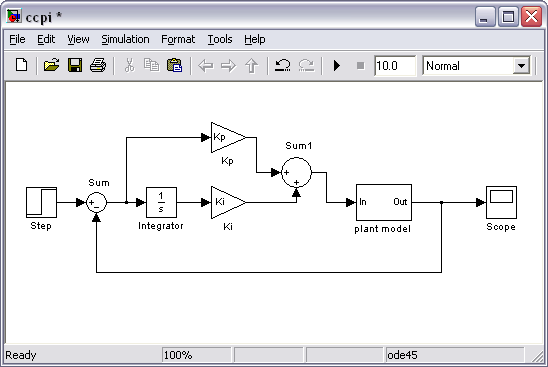 ccpi *
File Edit View Simulation Format Tools Help
10.0 Normal
Kp
Kp
Sum1
+
+
Sum
+
−
1
s
Ki
In Out
Step
Integrator
Ki
plant model
Scope
Ready 100% ode45